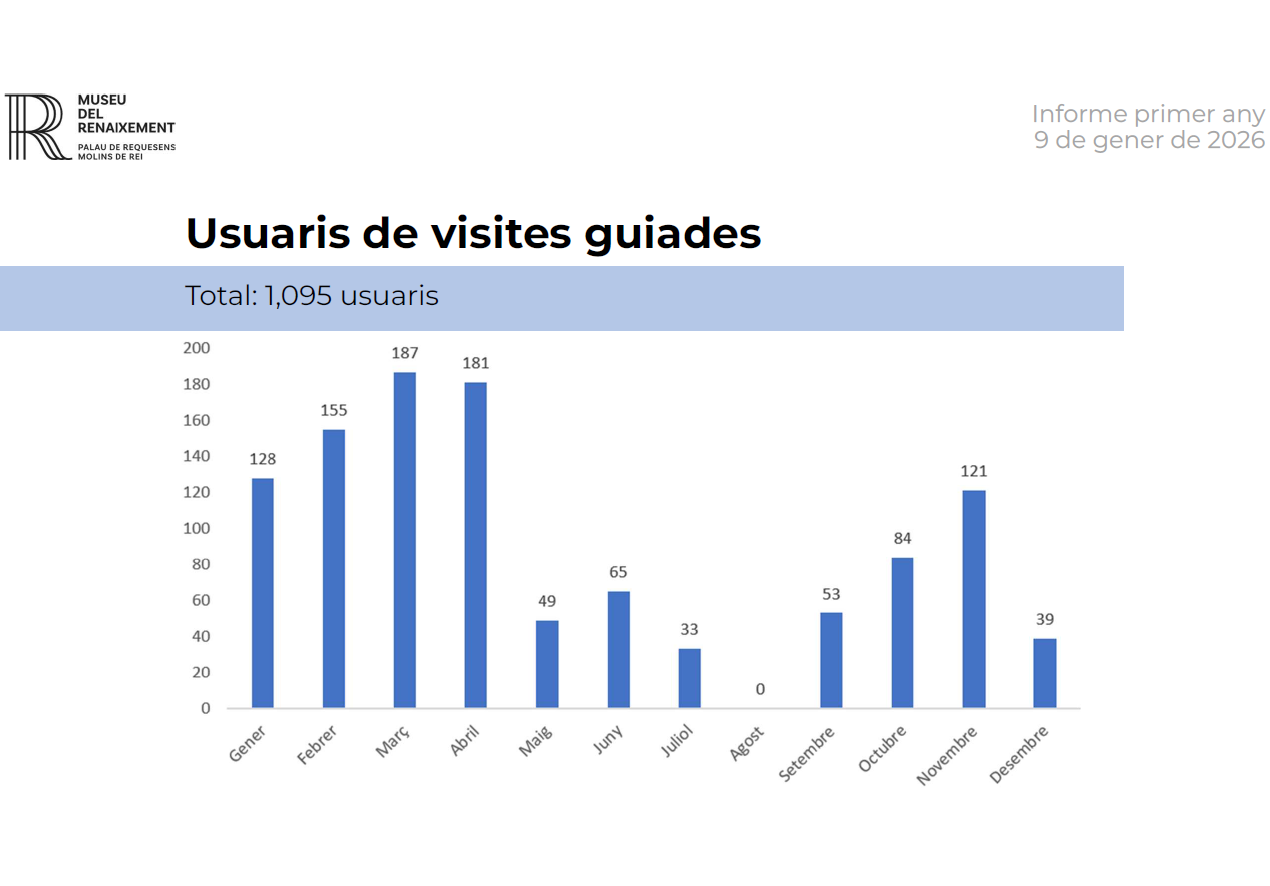 MUSEU
DEL
RENAIXEMENT
PALAU DE REQUESENS
MOLINS DE REI
Informe primer any
9 de gener de 2026
Usuaris de visites guiades
Total: 1,095 usuaris
200
180
160
140
120
100
80
60
40
20
0
128
155
187
181
49
65
33
0
53
84
121
39
Gener
Febrer
Març
Abril
Maig
Juny
Juliol
Agost
Setembre
Octubre
Novembre
Desembre